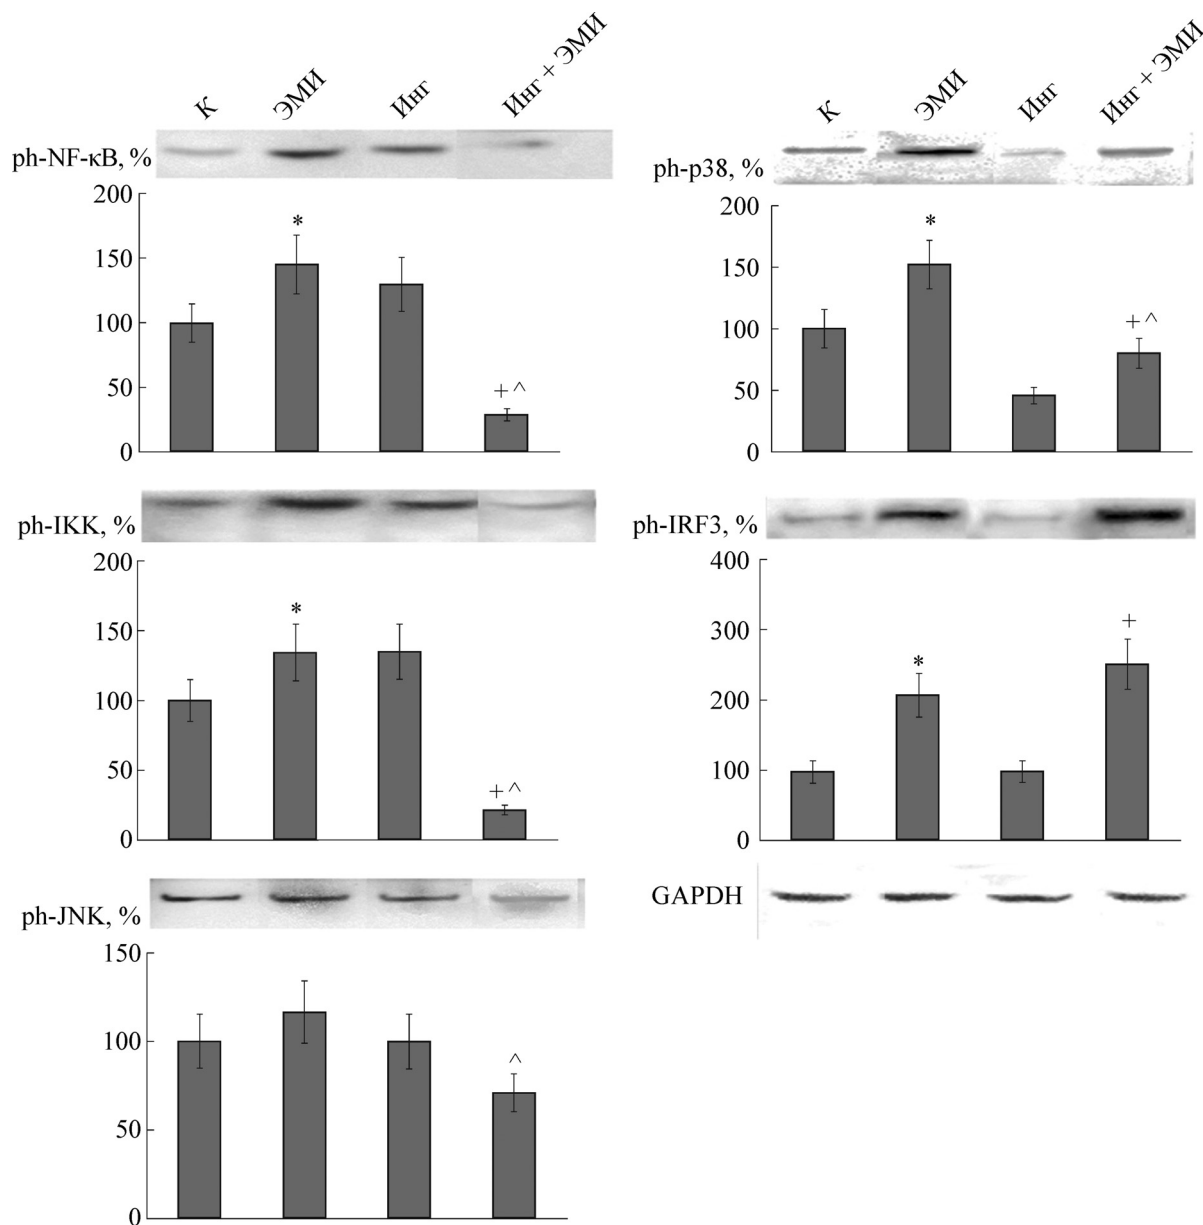 К
ЭМИ
Инг
Инг + ЭМИ
ph-NF-κB, %
200
150
100
50
0
*
+ ^
ph-IKK, %
200
150
100
50
0
*
+ ^
ph-JNK, %
150
100
50
0
^
К
ЭМИ
Инг
Инг + ЭМИ
ph-p38, %
200
150
100
50
0
*
+ ^
ph-IRF3, %
400
300
200
100
0
*
+
GAPDH